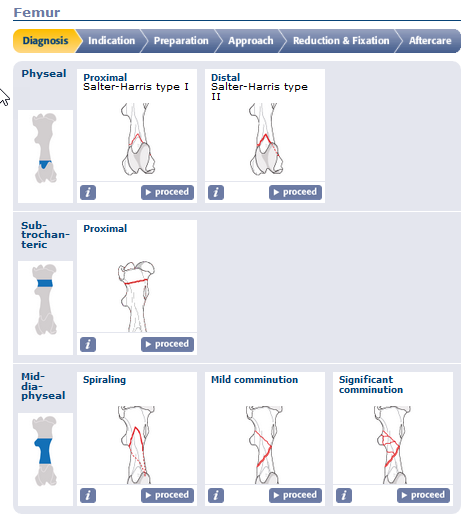 Femur
Diagnosis
Indication
Preparation
Approach
Reduction & Fixation
Aftercare
Physeal
Proximal
Salter-Harris type I
i
proceed
Distal
Salter-Harris type
II
i
proceed
Sub-
trochan-
teric
Proximal
i
proceed
Mid-
dia-
physeal
Spiraling
i
proceed
Mild comminution
i
proceed
Significant
comminution
i
proceed